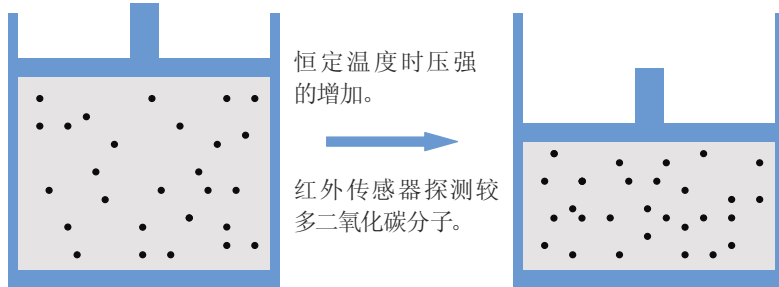 恒定温度时压强
的增加。
红外传感器探测较
多二氧化碳分子。